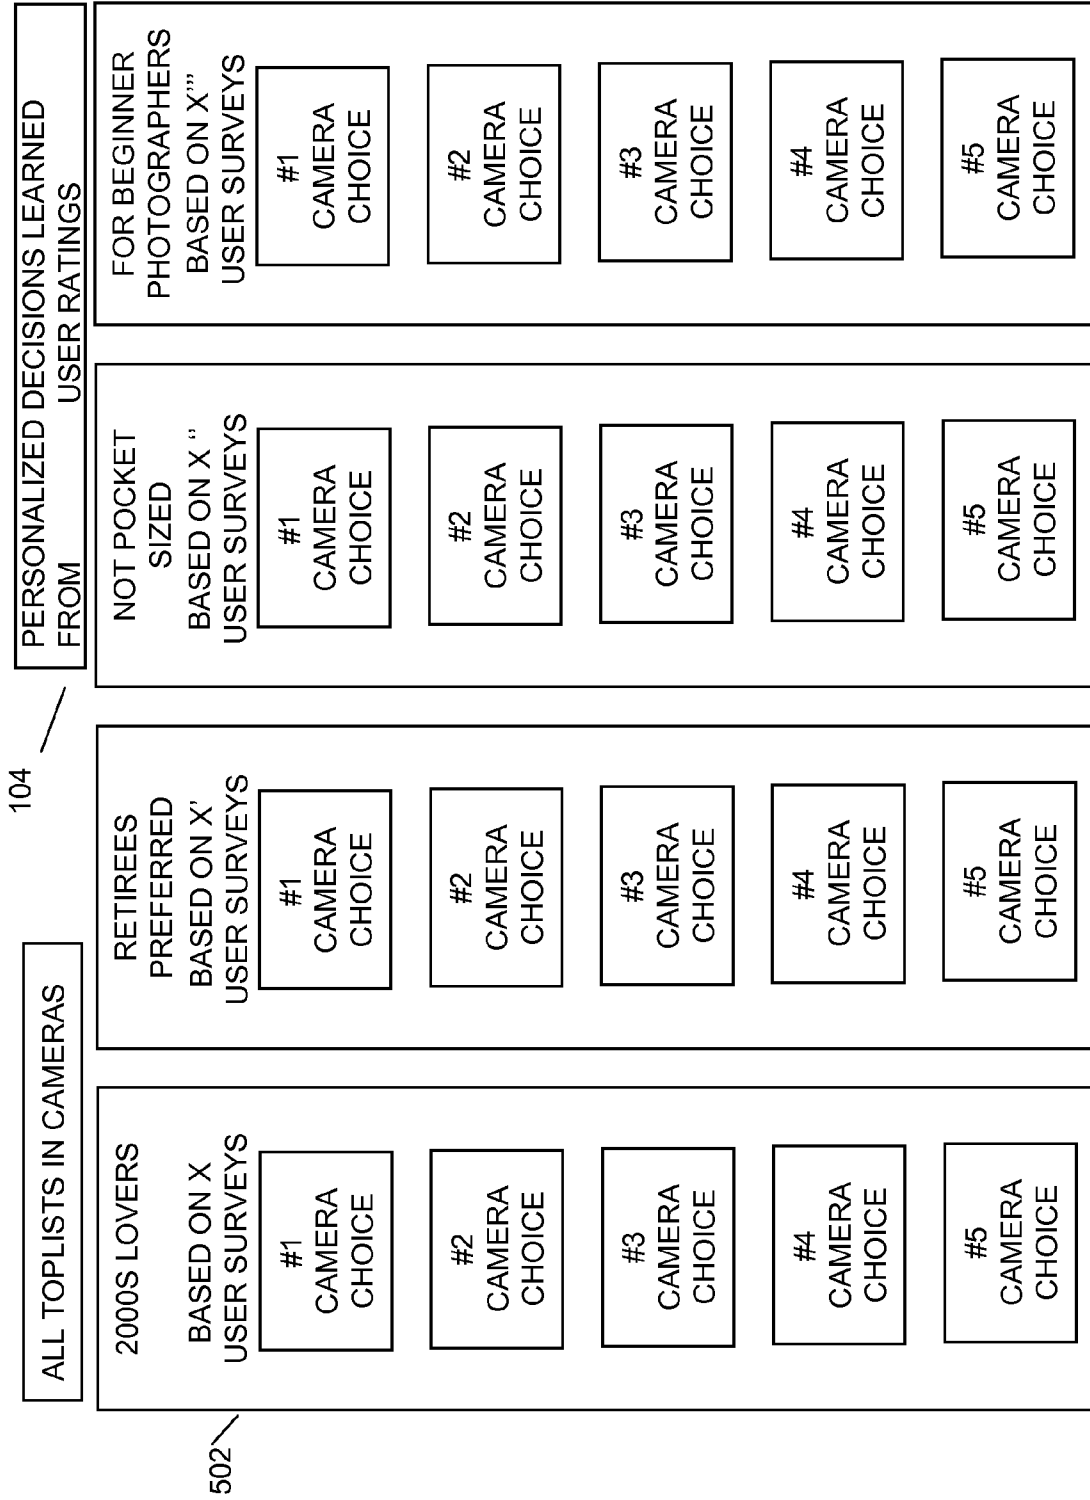 ALL TOPLISTS IN CAMERAS
104
PERSONALIZED DECISIONS LEARNED
FROM USER RATINGS
502
2000S LOVERS
BASED ON X
USER SURVEYS
#1
CAMERA
CHOICE
#2
CAMERA
CHOICE
#3
CAMERA
CHOICE
#4
CAMERA
CHOICE
#5
CAMERA
CHOICE
RETIREES
PREFERRED
BASED ON X'
USER SURVEYS
#1
CAMERA
CHOICE
#2
CAMERA
CHOICE
#3
CAMERA
CHOICE
#4
CAMERA
CHOICE
#5
CAMERA
CHOICE
NOT POCKET
SIZED
BASED ON X ''
USER SURVEYS
#1
CAMERA
CHOICE
#2
CAMERA
CHOICE
#3
CAMERA
CHOICE
#4
CAMERA
CHOICE
#5
CAMERA
CHOICE
FOR BEGINNER
PHOTOGRAPHERS
BASED ON X'''
USER SURVEYS
#1
CAMERA
CHOICE
#2
CAMERA
CHOICE
#3
CAMERA
CHOICE
#4
CAMERA
CHOICE
#5
CAMERA
CHOICE